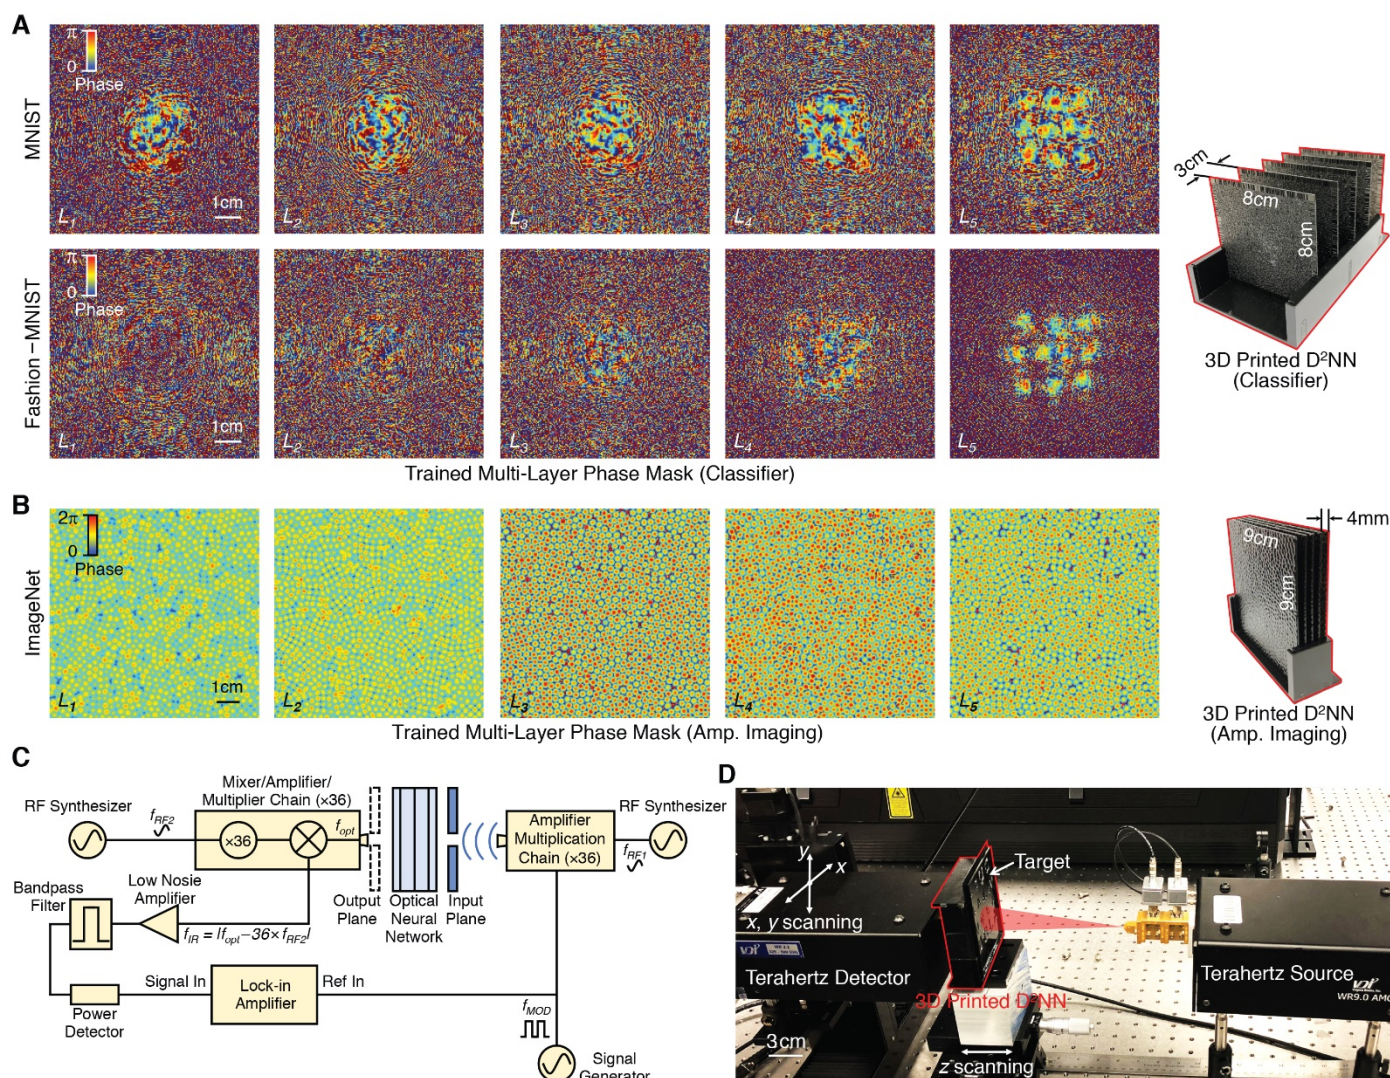 A
π
0
Phase
MNIST
1cm
L1
L2
L3
L4
L5
3cm
8cm
8cm
3D Printed D²NN
(Classifier)
π
0
Phase
Fashion–MNIST
1cm
L1
L2
L3
L4
L5
Trained Multi-Layer Phase Mask (Classifier)
B
2π
0
Phase
ImageNet
1cm
L1
L2
L3
L4
L5
4mm
9cm
9cm
3D Printed D²NN
(Amp. Imaging)
Trained Multi-Layer Phase Mask (Amp. Imaging)
C
Mixer/Amplifier/
Multiplier Chain (×36)
RF Synthesizer
fRF2
×36
fopt
Output
Plane
Optical
Neural
Network
Input
Plane
Amplifier
Multiplication
Chain (×36)
RF Synthesizer
fRF1
Bandpass
Filter
Low Nosie
Amplifier
fIR = |fopt–36×fRF2|
Signal In
Lock-in
Amplifier
Ref In
Power
Detector
fMOD
Signal
Generator
D
y
x
x, y scanning
Target
Terahertz Detector
3D Printed D²NN
Terahertz Source
WR9.0 AMC
3cm
z scanning